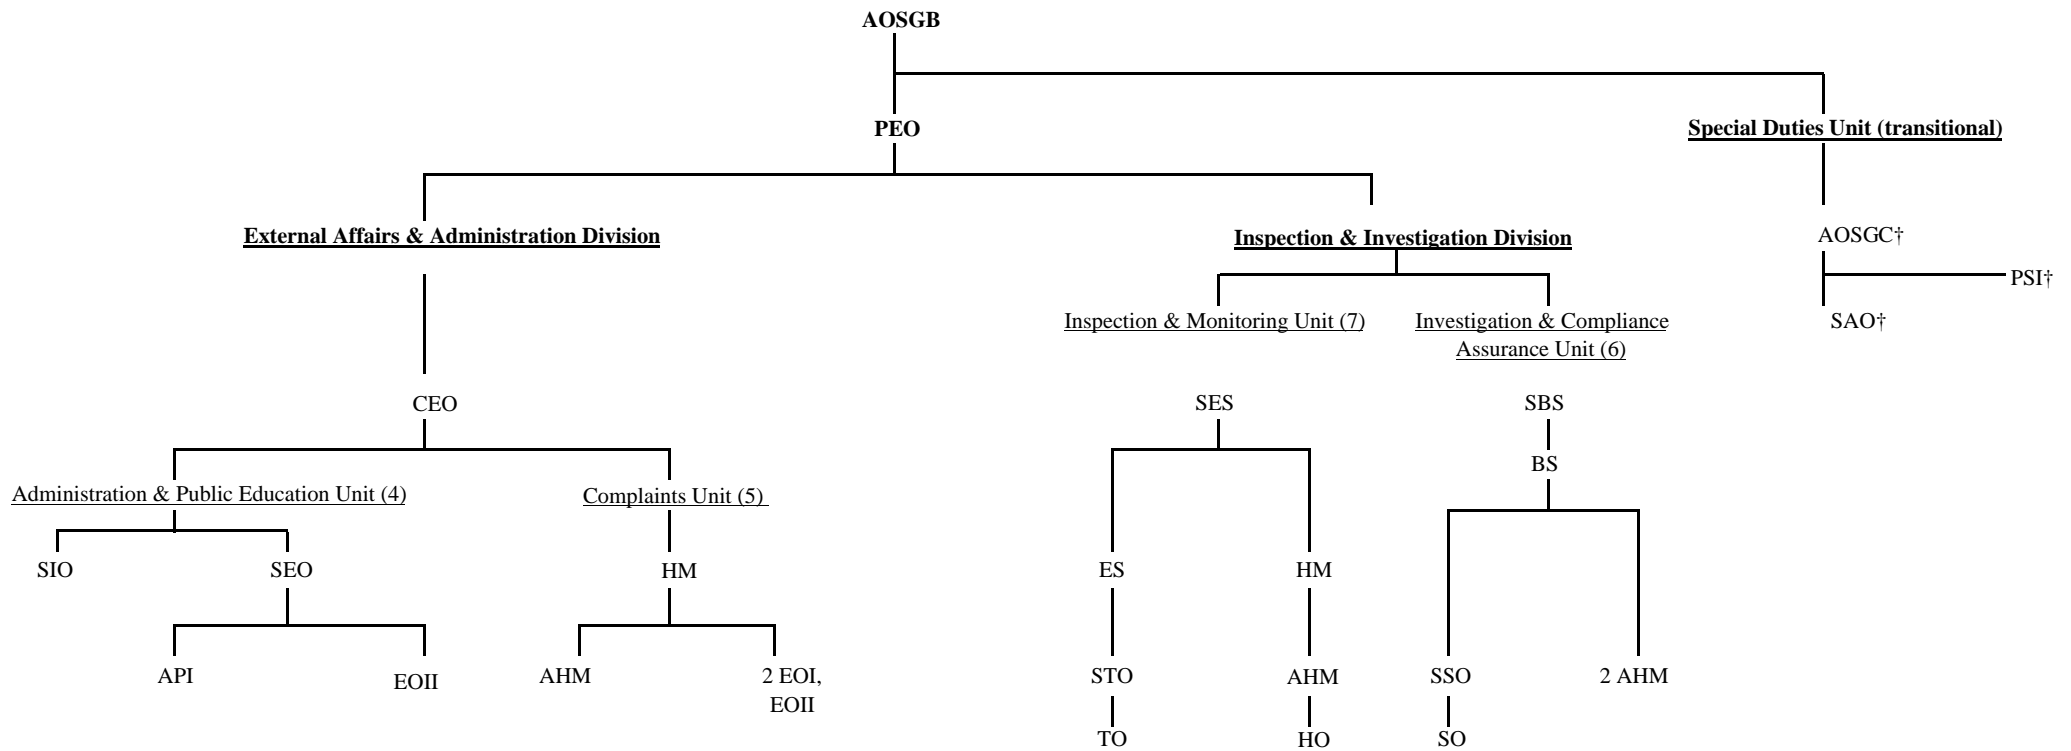 AOSGB
PEO
Special Duties Unit (transitional)
External Affairs & Administration Division
Inspection & Investigation Division
AOSGC†
PSI†
Inspection & Monitoring Unit (7)
Investigation & Compliance
Assurance Unit (6)
SAO†
CEO
SES
SBS
BS
Administration & Public Education Unit (4)
Complaints Unit (5)
SIO
SEO
HM
ES
HM
API
EOII
AHM
2 EOI,
EOII
STO
AHM
SSO
2 AHM
TO
HO
SO